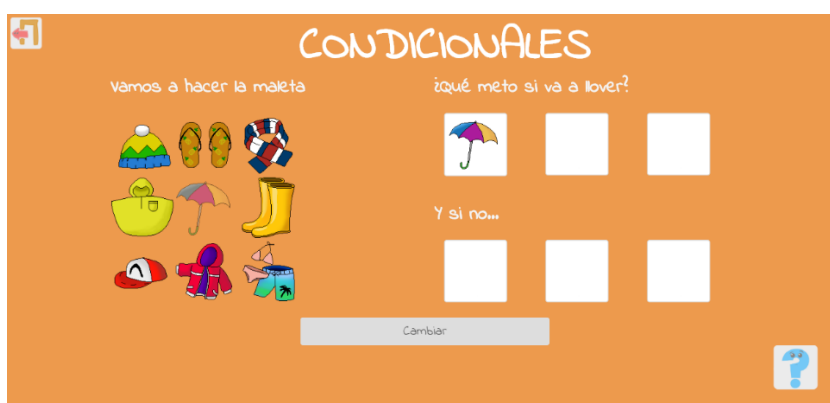 CONDICIONALES
Vamos a hacer la maleta
¿Qué meto si va a llover?
Y si no...
Cambiar
?